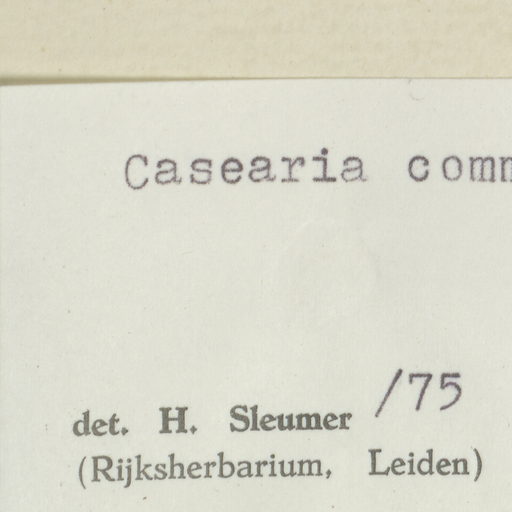 Casearia comm
det. H. Sleumer /75
(Rijksherbarium, Leiden)